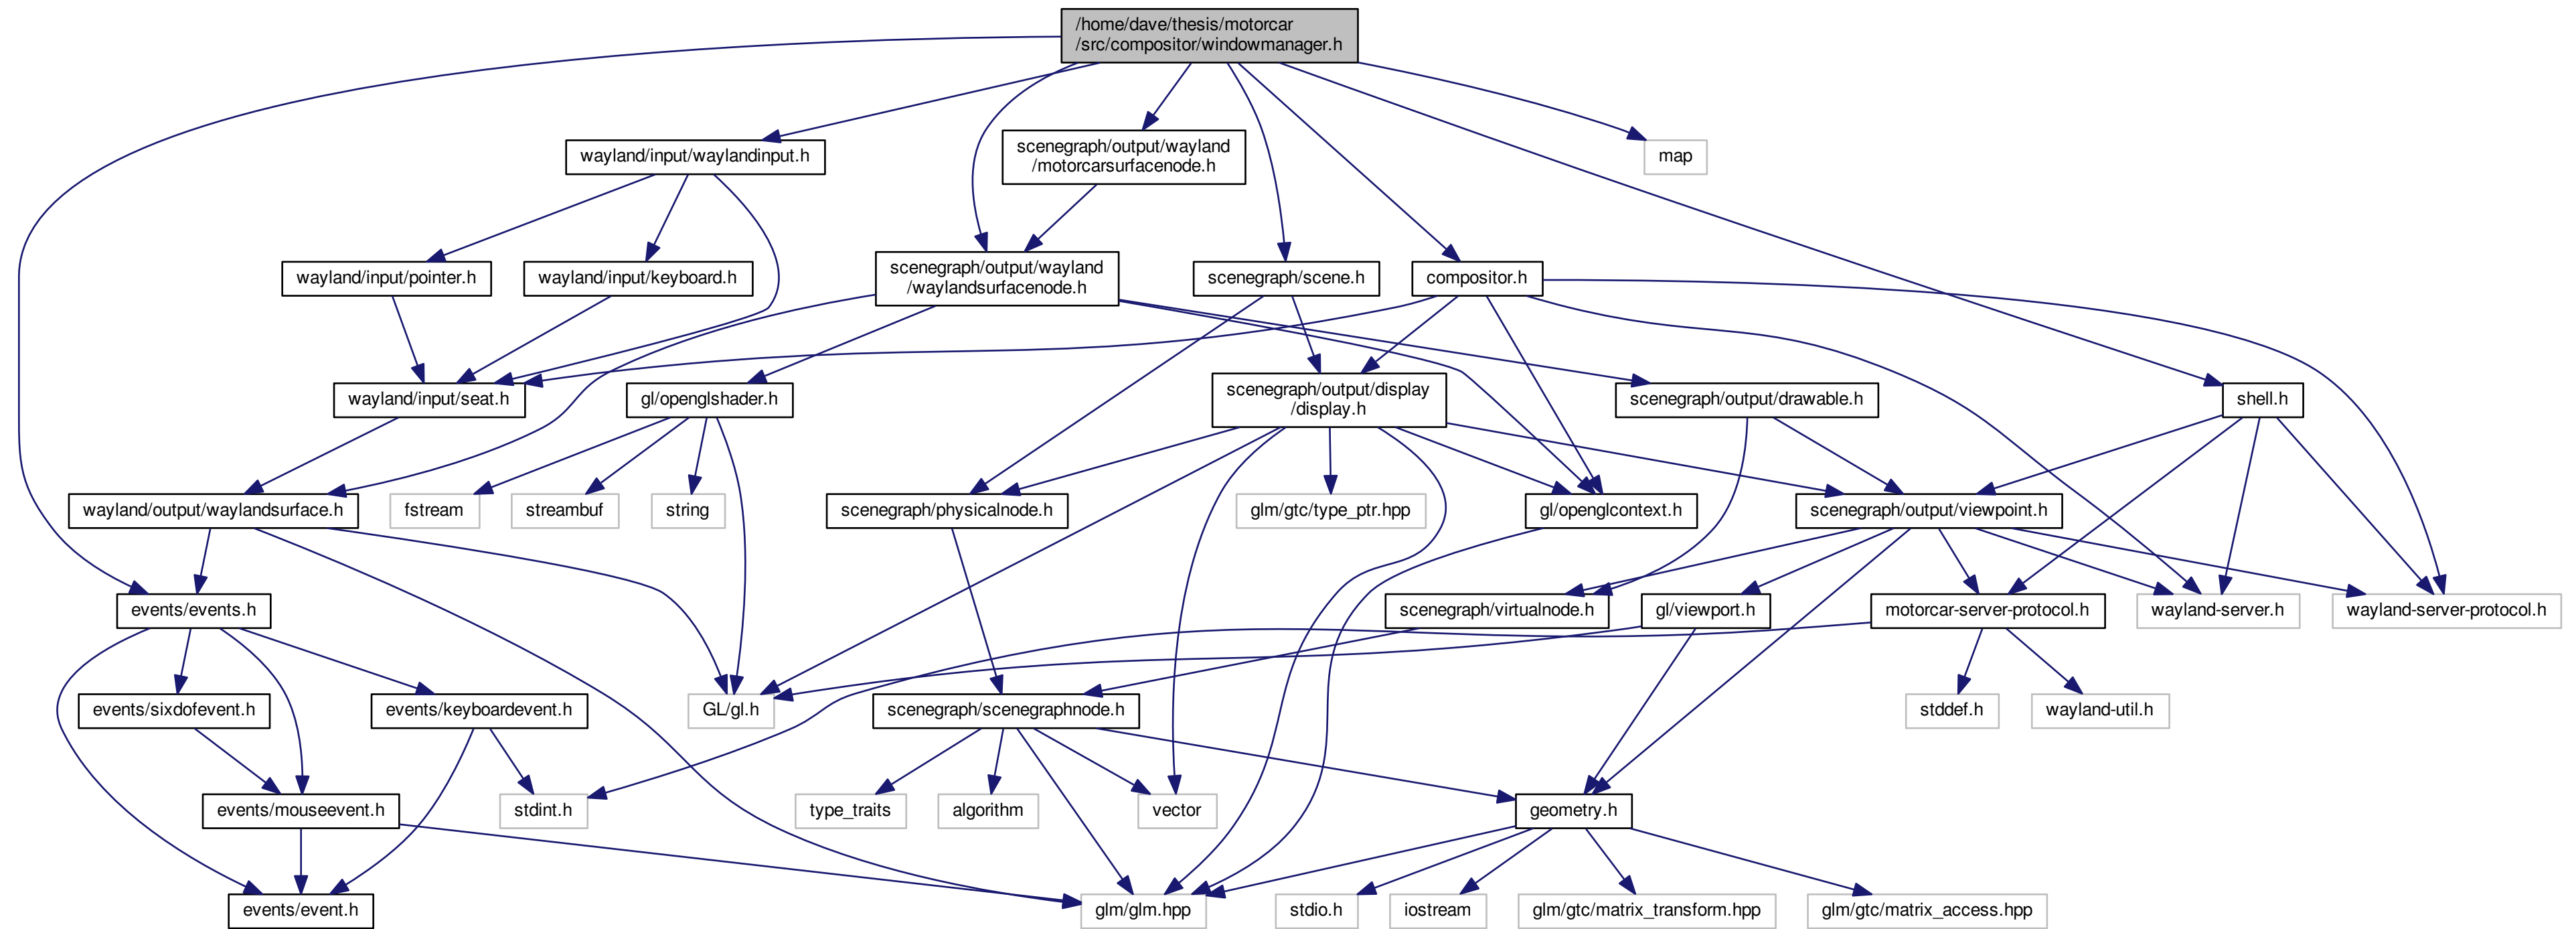 /home/dave/thesis/motorcar
/src/compositor/windowmanager.h
wayland/input/waylandinput.h
scenegraph/output/wayland
/motorcarsurfacenode.h
map
wayland/input/pointer.h
wayland/input/keyboard.h
scenegraph/output/wayland
/waylandsurfacenode.h
scenegraph/scene.h
compositor.h
wayland/input/seat.h
gl/openglshader.h
scenegraph/output/display
/display.h
scenegraph/output/drawable.h
shell.h
wayland/output/waylandsurface.h
fstream
streambuf
string
scenegraph/physicalnode.h
glm/gtc/type_ptr.hpp
gl/openglcontext.h
scenegraph/output/viewpoint.h
events/events.h
scenegraph/virtualnode.h
gl/viewport.h
motorcar-server-protocol.h
wayland-server.h
wayland-server-protocol.h
events/sixdofevent.h
events/keyboardevent.h
GL/gl.h
scenegraph/scenegraphnode.h
stddef.h
wayland-util.h
events/mouseevent.h
stdint.h
type_traits
algorithm
vector
geometry.h
events/event.h
glm/glm.hpp
stdio.h
iostream
glm/gtc/matrix_transform.hpp
glm/gtc/matrix_access.hpp